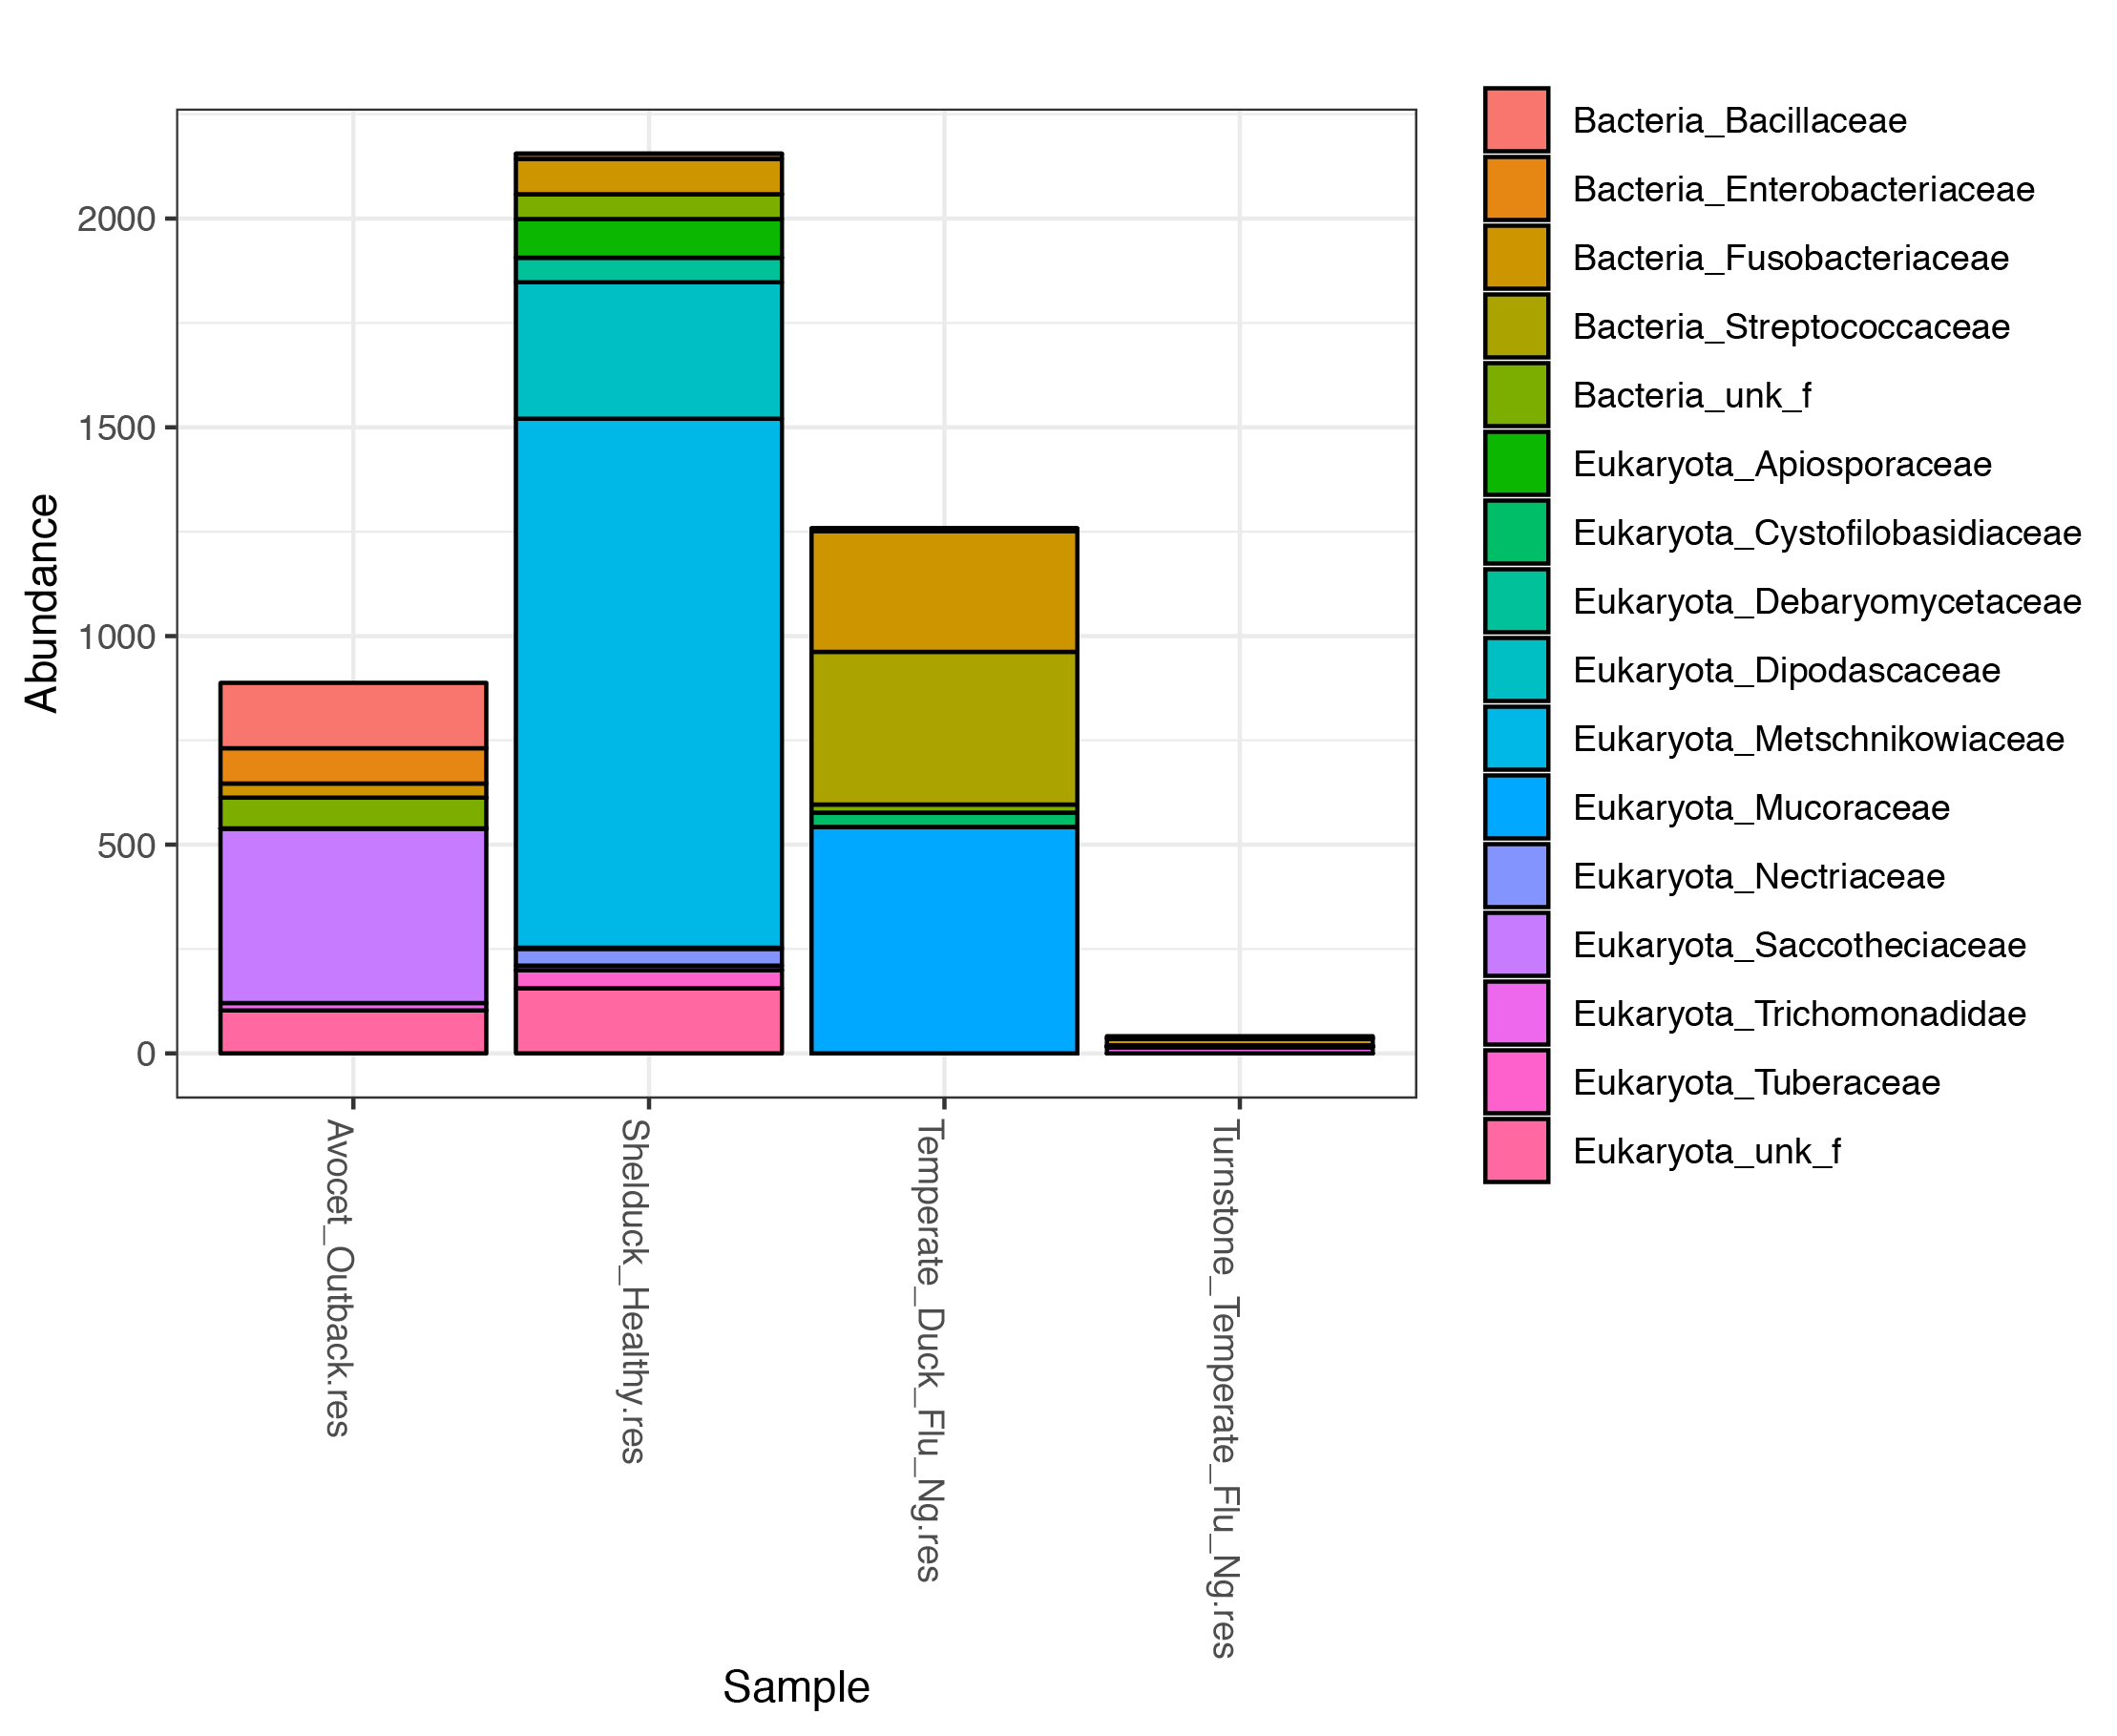 Abundance
2000
1500
1000
500
0
Avocet_Outback.res
Shelduck_Healthy.res
Temperate_Duck_Flu_Ng.res
Turnstone_Temperate_Flu_Ng.res
Sample
Bacteria_Bacillaceae
Bacteria_Enterobacteriaceae
Bacteria_Fusobacteriaceae
Bacteria_Streptococcaceae
Bacteria_unk_f
Eukaryota_Apiosporaceae
Eukaryota_Cystofilobasidiaceae
Eukaryota_Debaryomycetaceae
Eukaryota_Dipodascaceae
Eukaryota_Metschnikowiaceae
Eukaryota_Mucoraceae
Eukaryota_Nectriaceae
Eukaryota_Saccotheciaceae
Eukaryota_Trichomonadidae
Eukaryota_Tuberaceae
Eukaryota_unk_f